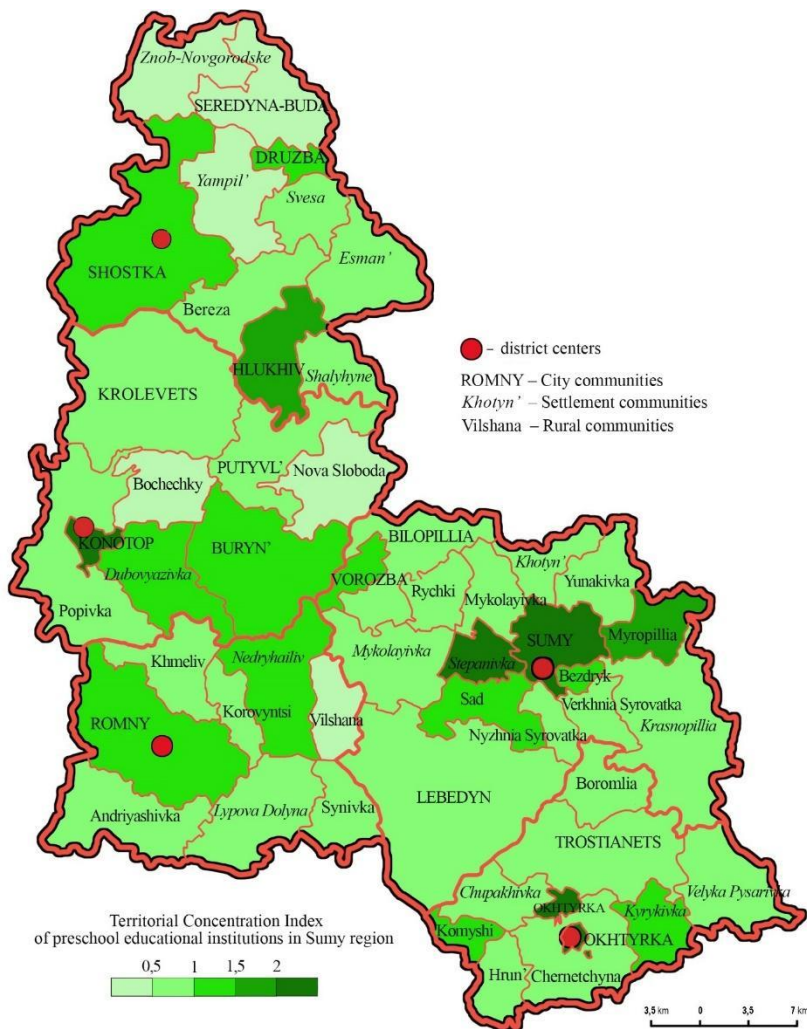 Znob-Novgorodske
SEREDYNA-BUDA
DRUZBA
Yampil’
Svesa
Esman’
SHOSTKA
Bereza
HLUKHIV
Shalyhyne
KROLEVETS
– district centers
ROMNY – City communities
Khotyn’ – Settlement communities
Vilshana – Rural communities
PUTYVL’
Nova Sloboda
Bochechky
KONOTOP
BURYN’
Dubovyazivka
Popivka
BILOPILLIA
VOROZBA
Rychki
Khotyn’
Mykolayivka
Yunakivka
SUMY
Myropillia
Khmeliv
Nedryhailiv
Mykolayivka
Stepanivka
Bezdryk
Sad
Verkhnia Syrovatka
Krasnopillia
ROMNY
Korovyntsi
Vilshana
Nyzhnia Syrovatka
Andriyashivka
Lypova Dolyna
Synivka
LEBEDYN
Boromlia
TROSTIANETS
Chupakhivka
Velyka Pysarivka
OKHTYRKA
Kyrykivka
Komyshi
OKHTYRKA
Hrun’
Chernetchyna
Territorial Concentration Index
of preschool educational institutions in Sumy region
0,5 1 1,5 2
3,5 km 0 7 km